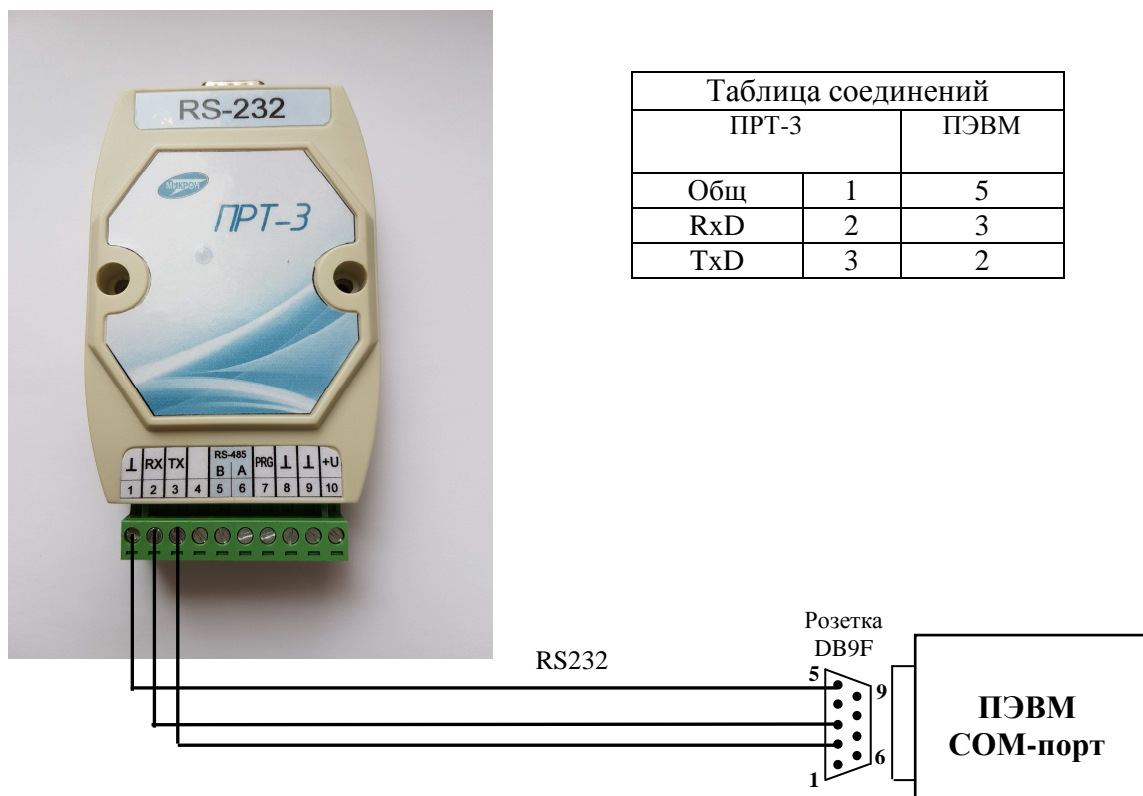 RS-232
МИКРОН
ПРТ-3
⊥ RX TX RS-485 B A PRG ⊥ ⊥ +U
1 2 3 4 5 6 7 8 9 10
Таблица соединений
ПРТ-3 ПЭВМ
Общ 1 5
RxD 2 3
TxD 3 2
RS232
Розетка
DB9F
5
9
6
1
ПЭВМ
COM-порт